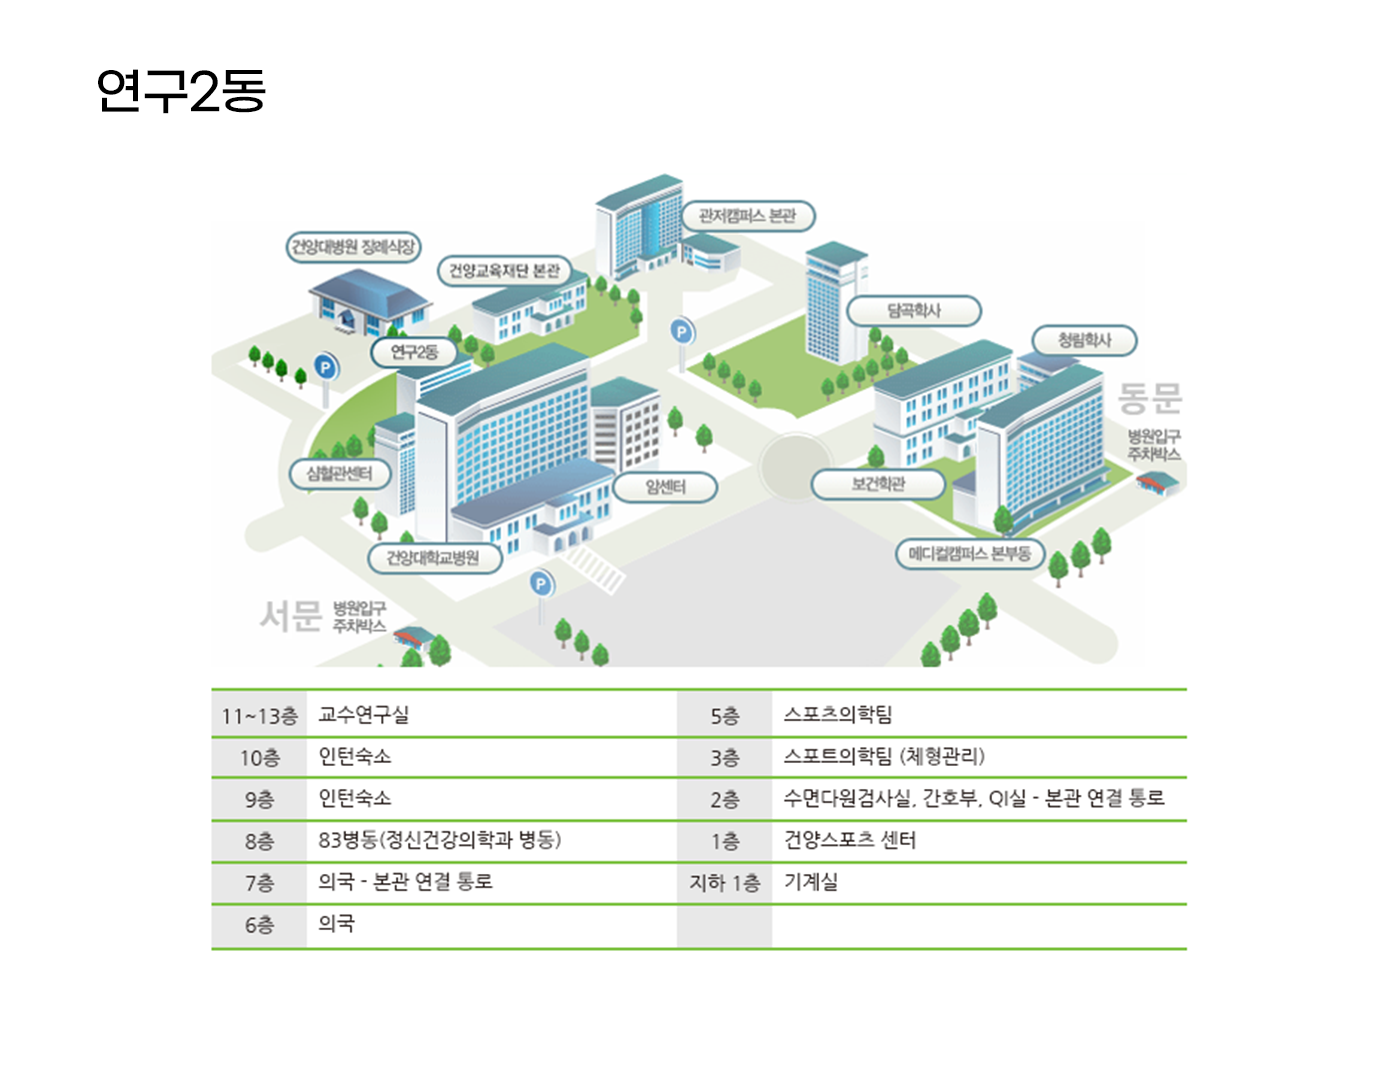 연구2동
관저캠퍼스 본관
건양대병원 장례식장
건양교육재단 본관
담곡학사
P
청림학사
연구2동
P
동문
병원입구
주차박스
심혈관센터
암센터
보건학관
건양대학교병원
메디컬캠퍼스 본부동
P
서문
병원입구
주차박스
11~13층 교수연구실 5층 스포츠의학팀
10층 인턴숙소 3층 스포트의학팀 (체형관리)
9층 인턴숙소 2층 수면다원검사실, 간호부, QI실 - 본관 연결 통로
8층 83병동(정신건강의학과 병동) 1층 건양스포츠 센터
7층 의국 - 본관 연결 통로 지하 1층 기계실
6층 의국